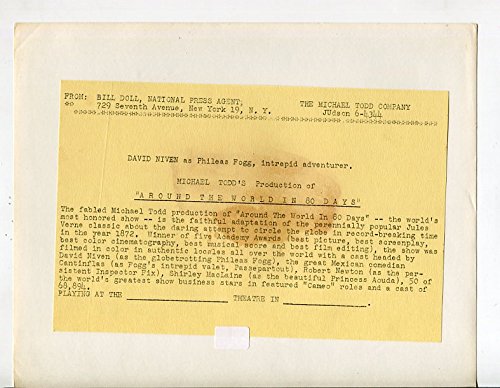 FROM: BILL DOLL, NATIONAL PRESS AGENT, THE MICHAEL TODD COMPANY
729 Seventh Avenue, New York 19, N. Y. JUdson 6-4344
DAVID NIVEN as Phileas Fogg, intrepid adventurer.
MICHAEL TODD'S Production of
"AROUND THE WORLD IN 80 DAYS"
The fabled Michael Todd production of "Around The World In 80 Days" -- the world's
most honored show -- is the faithful adaptation of the perennially popular Jules
Verne classic about the daring attempt to circle the globe in record-breaking time
in the year 1872. Winner of five Academy Awards (best picture, best screenplay,
best color cinematography, best musical score and best film editing), the show was
filmed in color in authentic locales all over the world with a cast headed by
David Niven (as the globetrotting Phileas Fogg), the great Mexican comedian
Cantinflas (as Fogg's intrepid valet, Passepartout), Robert Newton (as the per-
sistent Inspector Fix), Shirley MacLaine (as the beautiful Princess Aouda), 50 of
the world's greatest show business stars in featured "Cameo" roles and a cast of
68,894.
PLAYING AT THE ____________ THEATRE IN ____________.